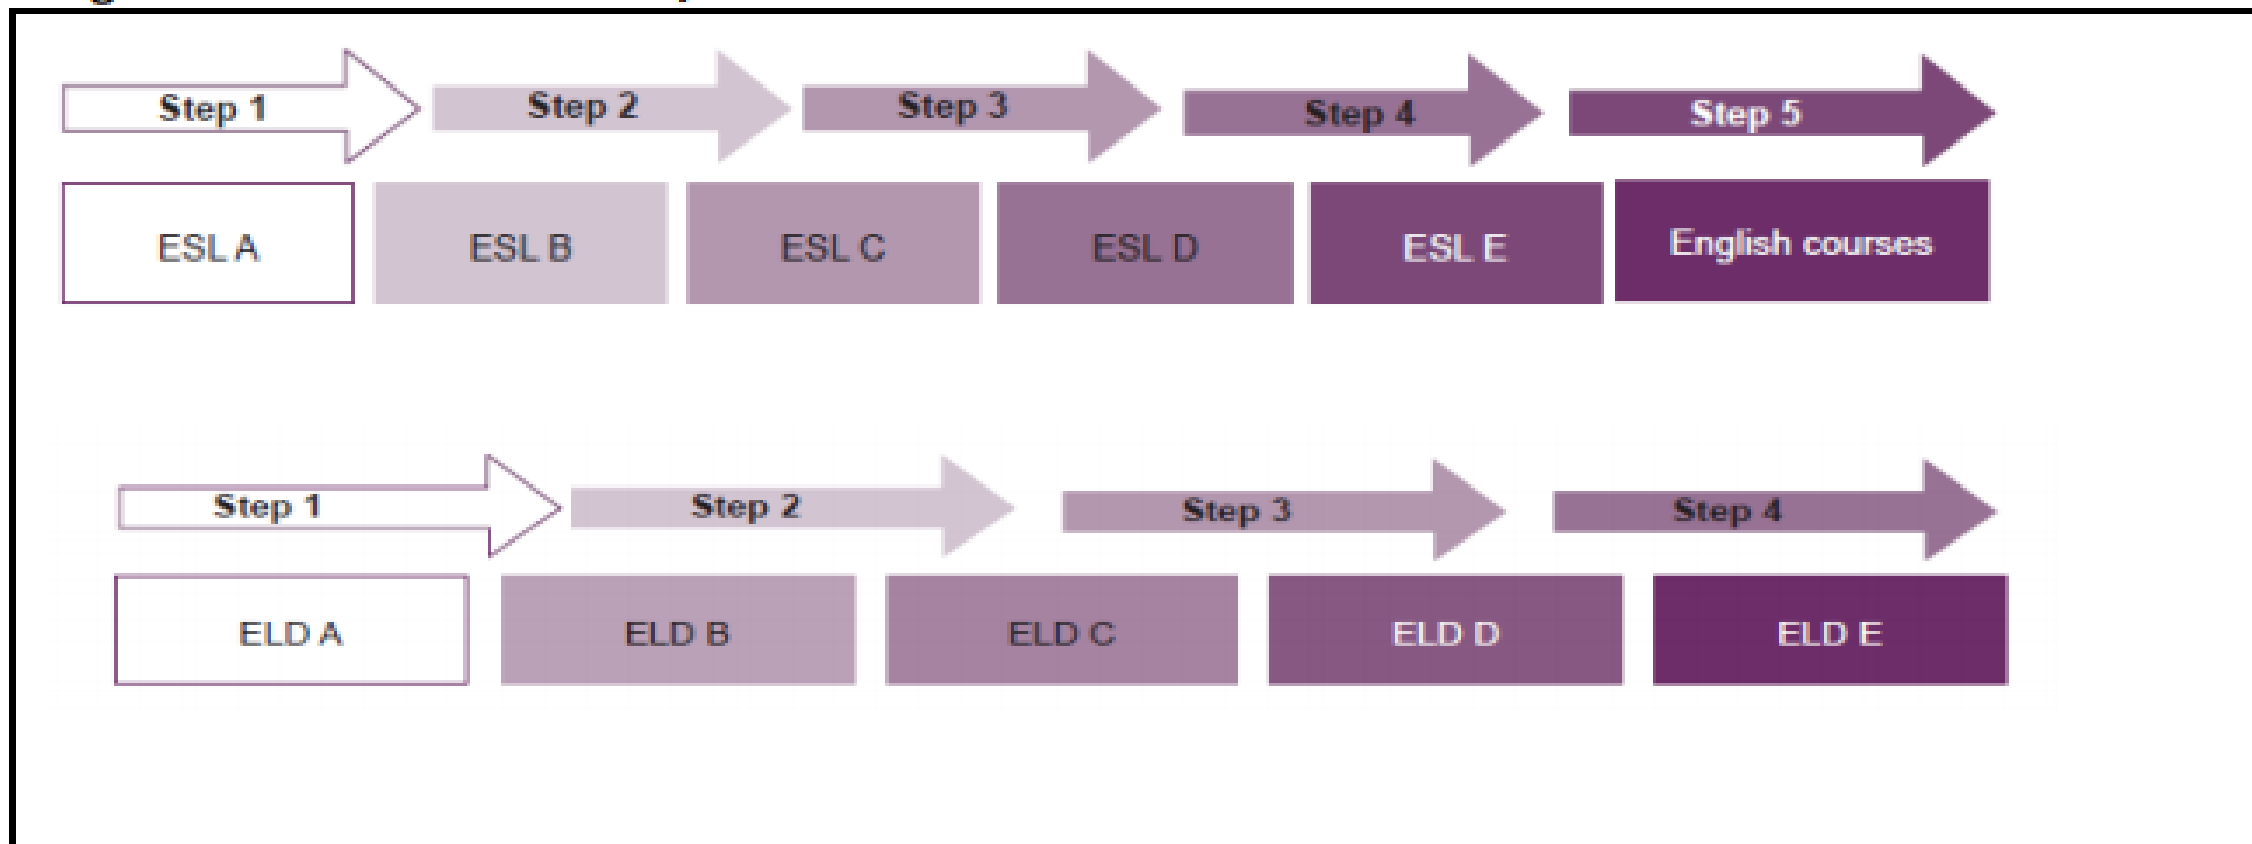 Step 1 Step 2 Step 3 Step 4 Step 5
ESL A ESL B ESL C ESL D ESL E English courses
Step 1 Step 2 Step 3 Step 4
ELD A ELD B ELD C ELD D ELD E